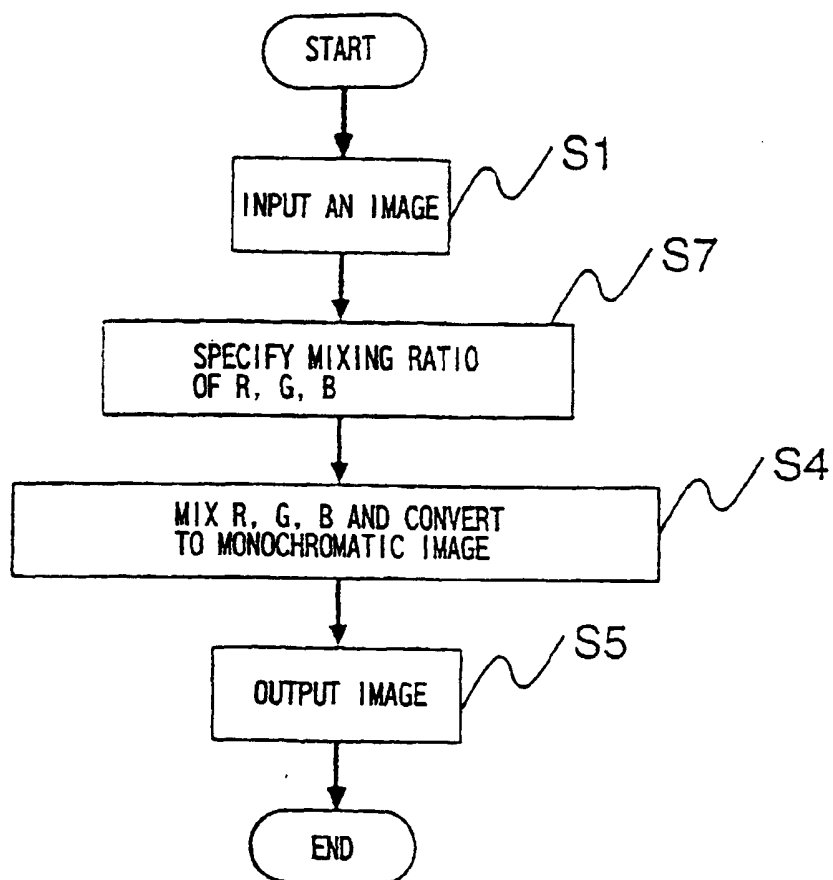 START
INPUT AN IMAGE
S1
SPECIFY MIXING RATIO
OF R, G, B
S7
MIX R, G, B AND CONVERT
TO MONOCHROMATIC IMAGE
S4
OUTPUT IMAGE
S5
END